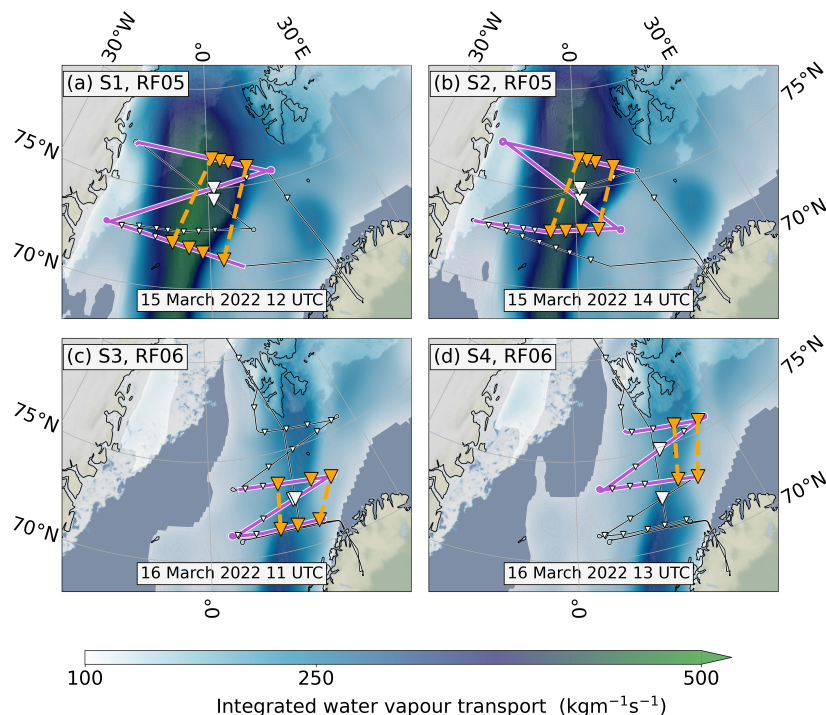 30°W
0°
30°E
30°W
0°
30°E
(a) S1, RF05
(b) S2, RF05
75°N
75°N
70°N
70°N
15 March 2022 12 UTC
15 March 2022 14 UTC
(c) S3, RF06
(d) S4, RF06
75°N
75°N
70°N
70°N
16 March 2022 11 UTC
16 March 2022 13 UTC
0°
0°
100
250
500
Integrated water vapour transport (kgm⁻¹s⁻¹)